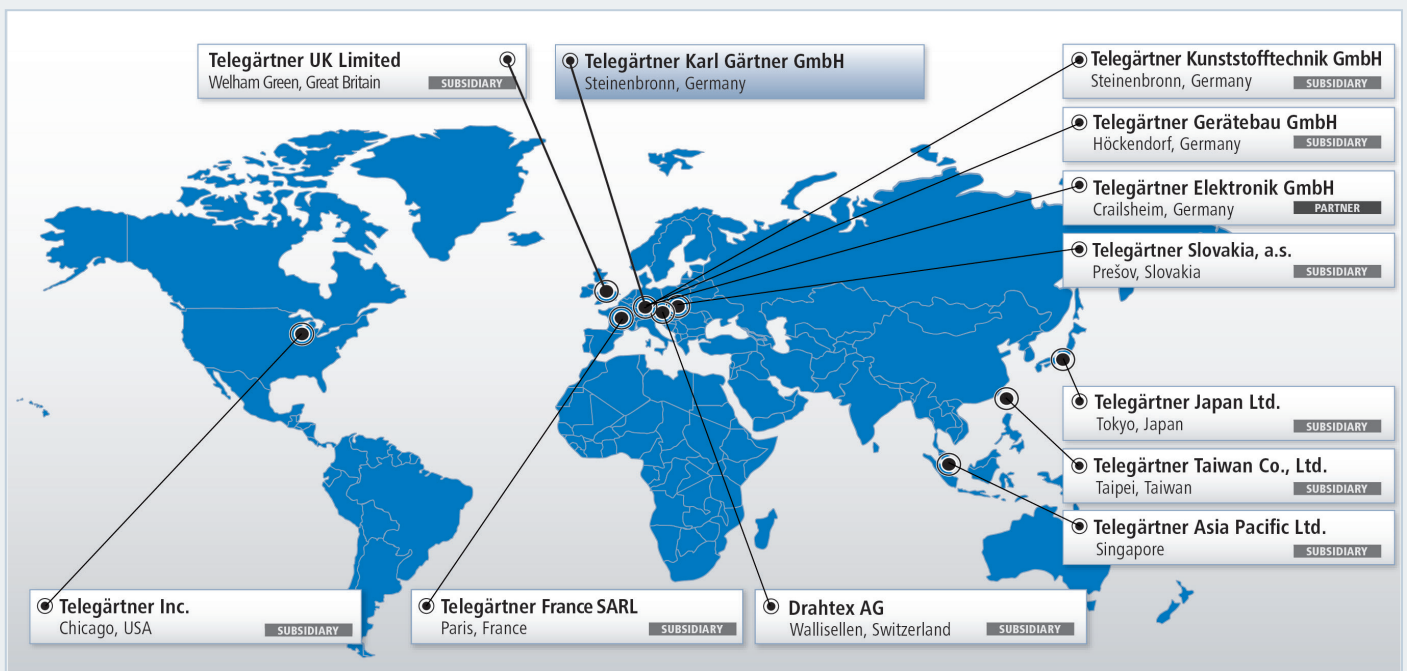 Telegärtner UK Limited
Welham Green, Great Britain
SUBSIDIARY
Telegärtner Karl Gärtner GmbH
Steinenbronn, Germany
Telegärtner Kunststofftechnik GmbH
Steinenbronn, Germany
SUBSIDIARY
Telegärtner Gerätebau GmbH
Höckendorf, Germany
SUBSIDIARY
Telegärtner Elektronik GmbH
Crailsheim, Germany
PARTNER
Telegärtner Slovakia, a.s.
Prešov, Slovakia
SUBSIDIARY
Telegärtner Japan Ltd.
Tokyo, Japan
SUBSIDIARY
Telegärtner Taiwan Co., Ltd.
Taipei, Taiwan
SUBSIDIARY
Telegärtner Asia Pacific Ltd.
Singapore
SUBSIDIARY
Telegärtner Inc.
Chicago, USA
SUBSIDIARY
Telegärtner France SARL
Paris, France
SUBSIDIARY
Drahtex AG
Wallisellen, Switzerland
SUBSIDIARY